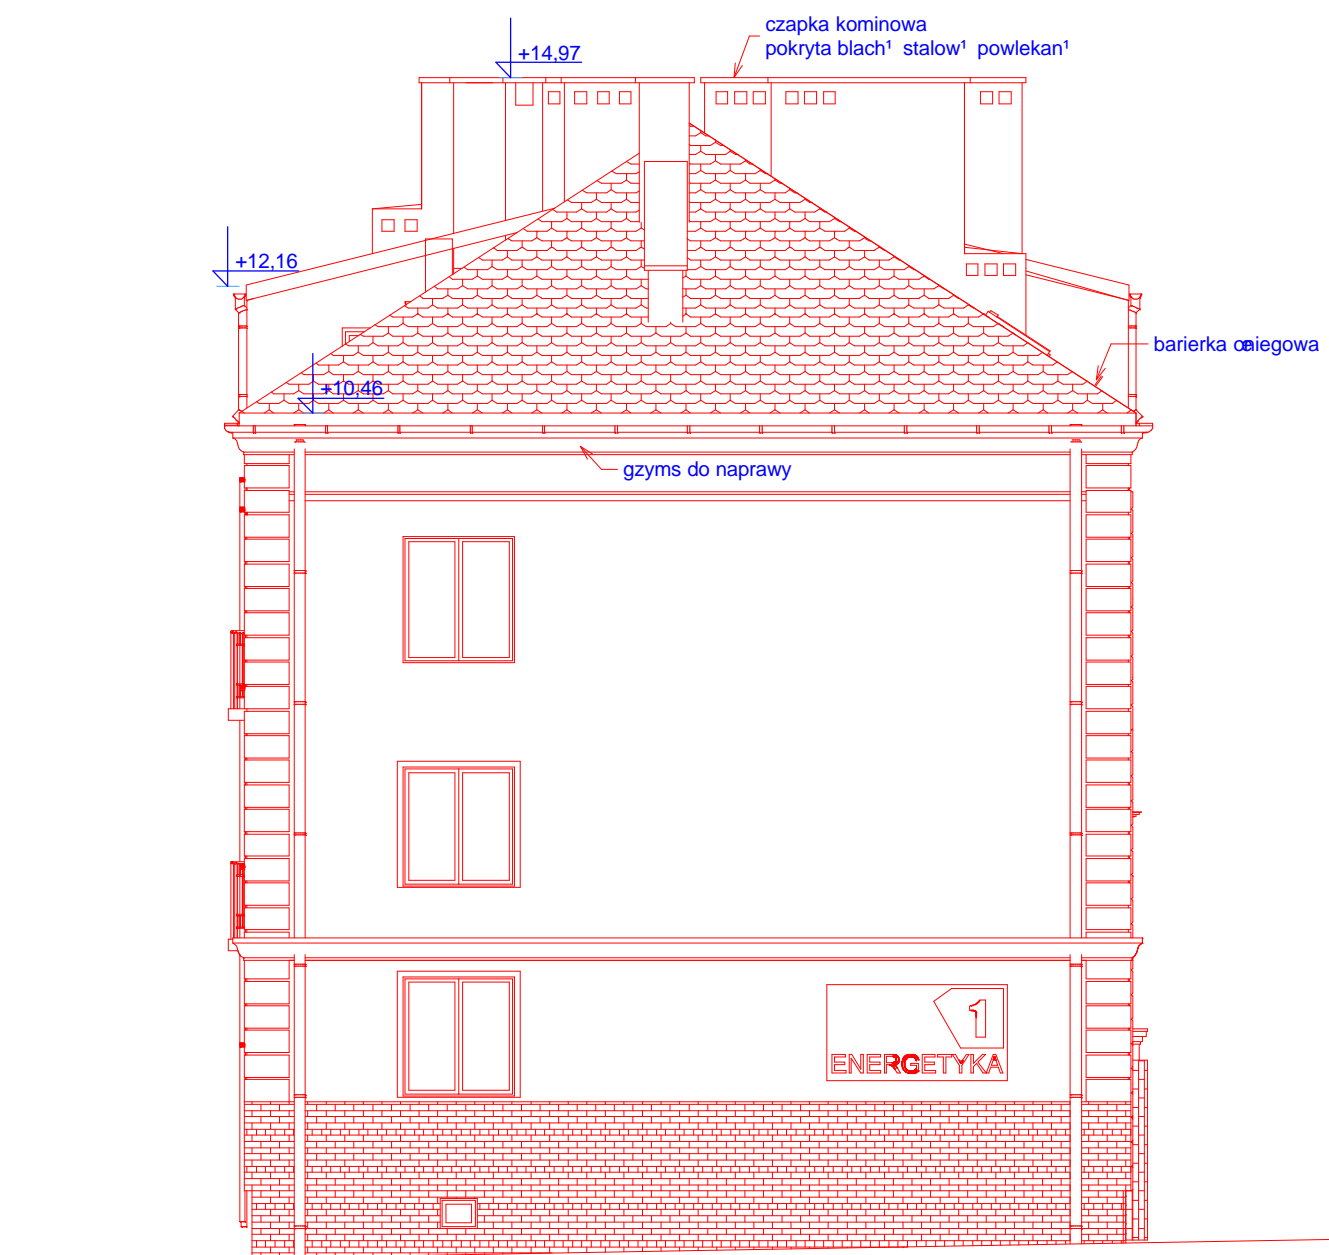 czapka kominowa
pokryta blach¹ stalow¹ powlekan¹
+14,97
+12,16
barierka œniegowa
+10,46
gzyms do naprawy
1
ENERGETYKA